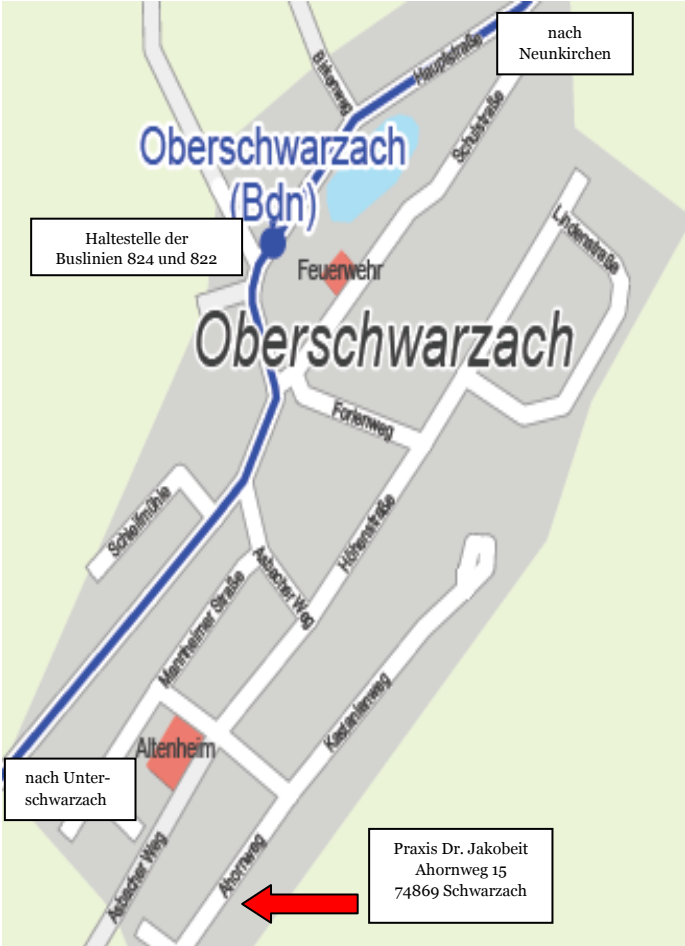 nach
Neunkirchen
Birkenweg
Hauptstraße
Schulstraße
Oberschwarzach
(Bdn)
Lindenstraße
Haltestelle der
Buslinien 824 und 822
Feuerwehr
Oberschwarzach
Forlenweg
Schleifmühle
Höhenstraße
Asbacher Weg
Mannheimer Straße
Kastanienweg
Altenheim
nach Unter-
schwarzach
Asbacher Weg
Ahornweg
Praxis Dr. Jakobeit
Ahornweg 15
74869 Schwarzach